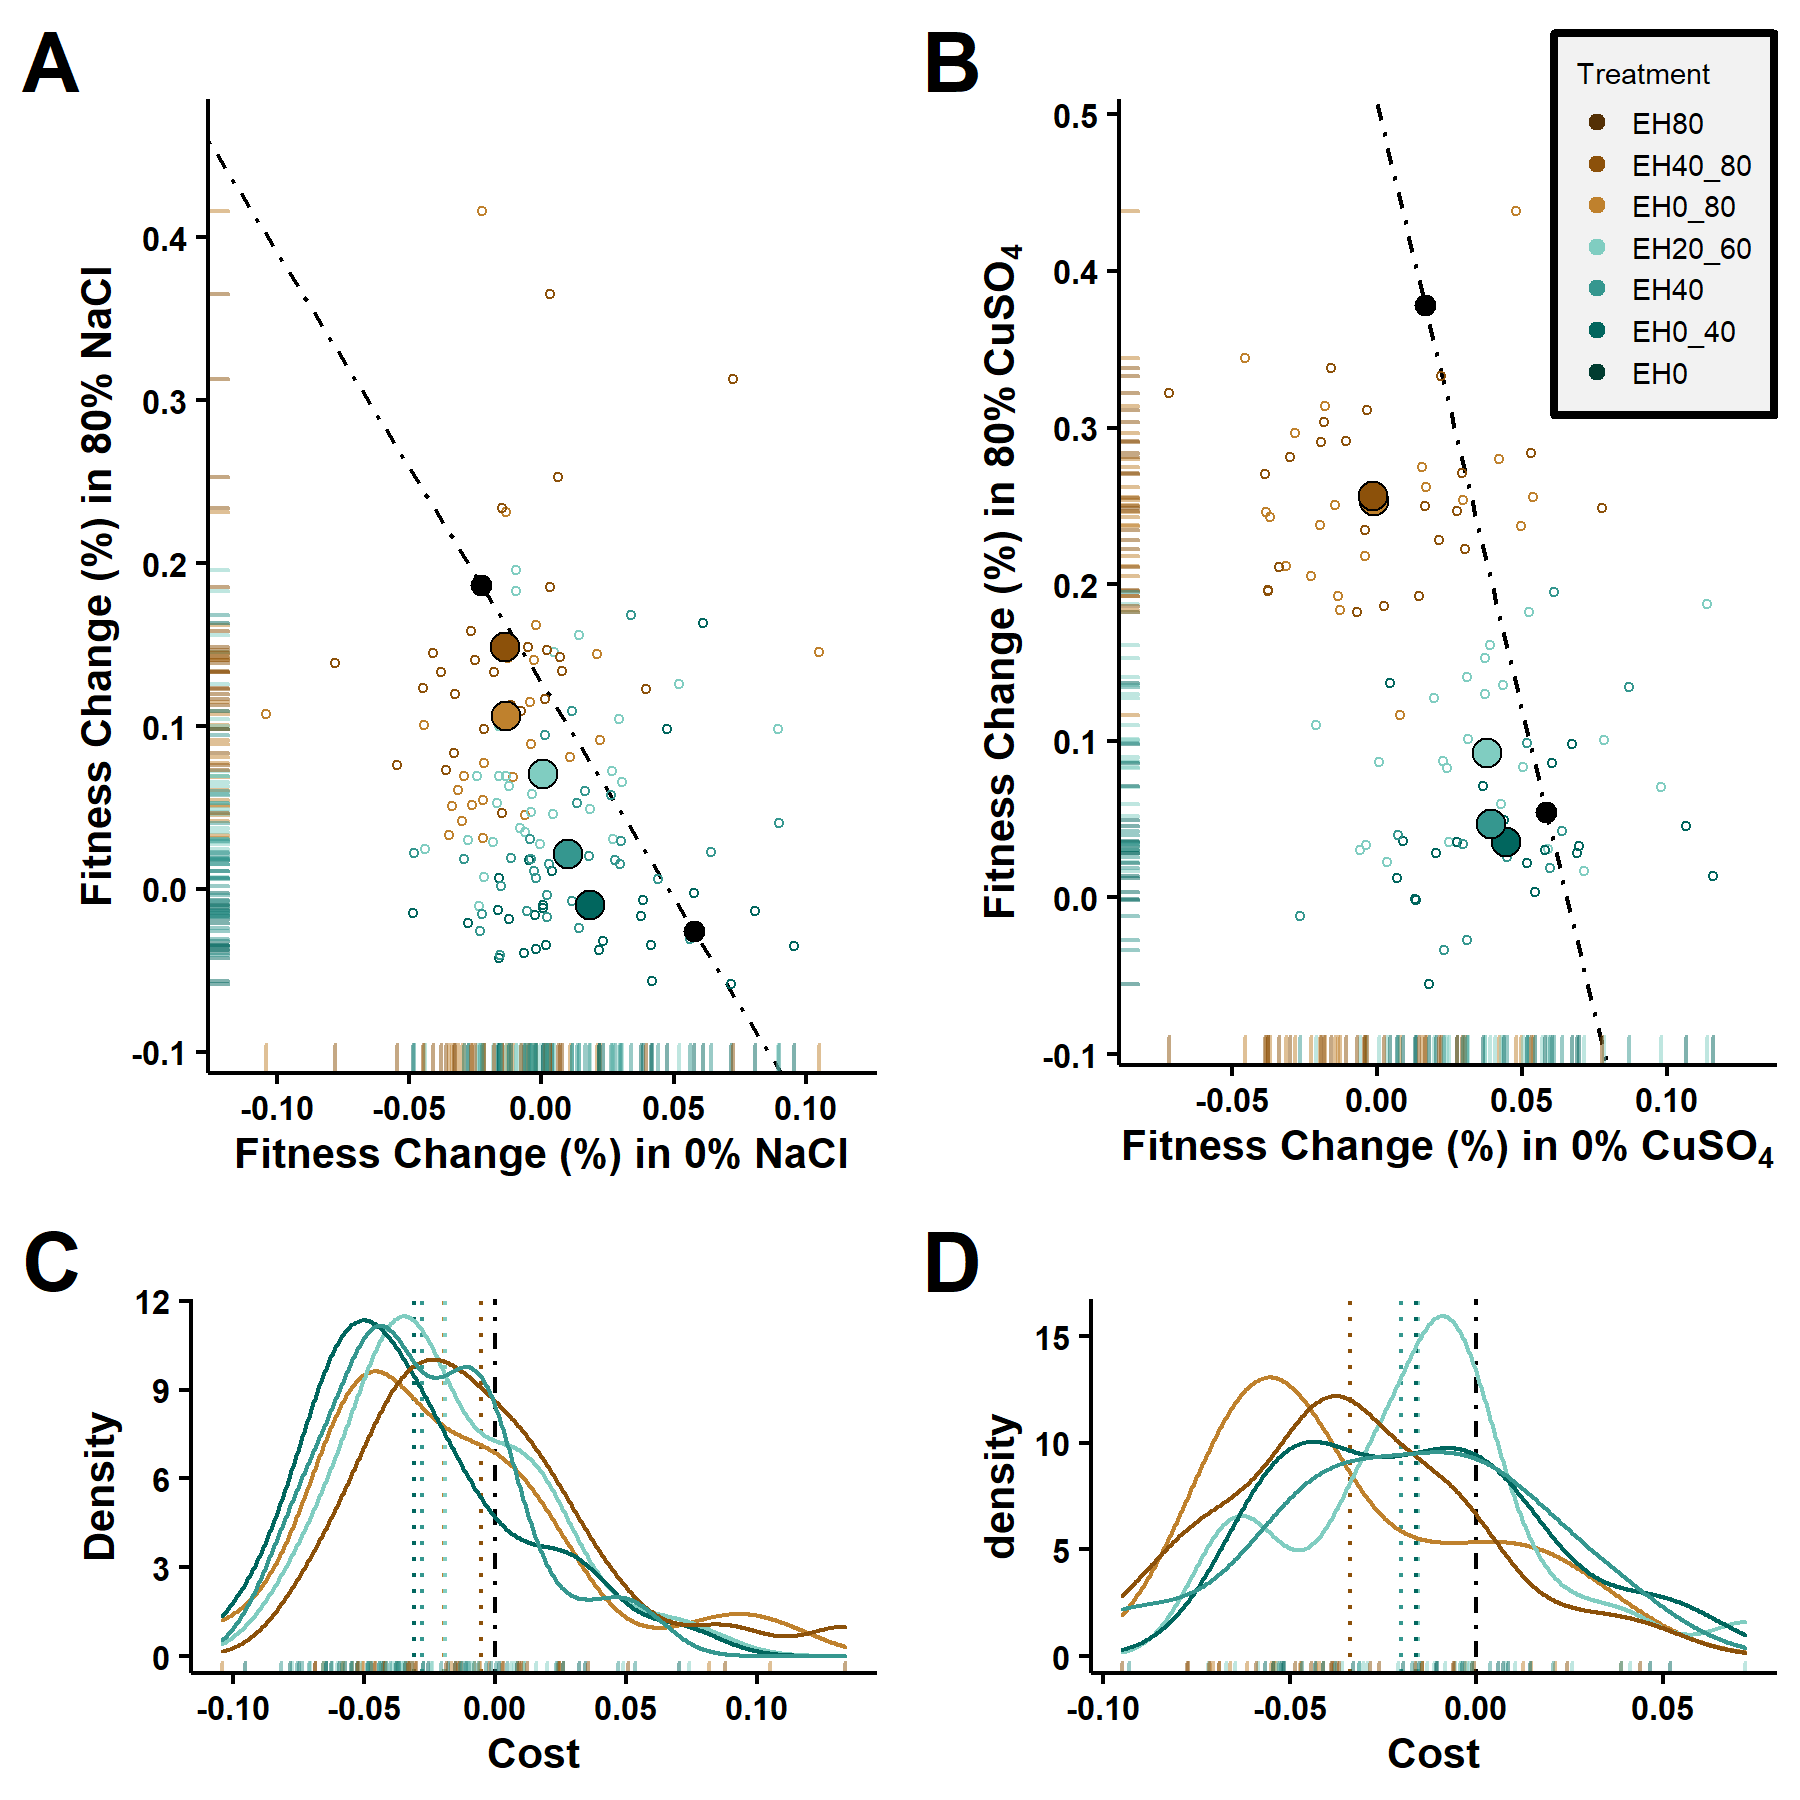 A
B
Treatment
EH80
EH40_80
EH0_80
EH20_60
EH40
EH0_40
EH0
Fitness Change (%) in 80% NaCl
0.4
0.3
0.2
0.1
0.0
-0.1
-0.10 -0.05 0.00 0.05 0.10
Fitness Change (%) in 0% NaCl
Fitness Change (%) in 80% CuSO₄
0.5
0.4
0.3
0.2
0.1
0.0
-0.1
-0.05 0.00 0.05 0.10
Fitness Change (%) in 0% CuSO₄
C
Density
12
9
6
3
0
-0.10 -0.05 0.00 0.05 0.10
Cost
D
density
15
10
5
0
-0.10 -0.05 0.00 0.05
Cost